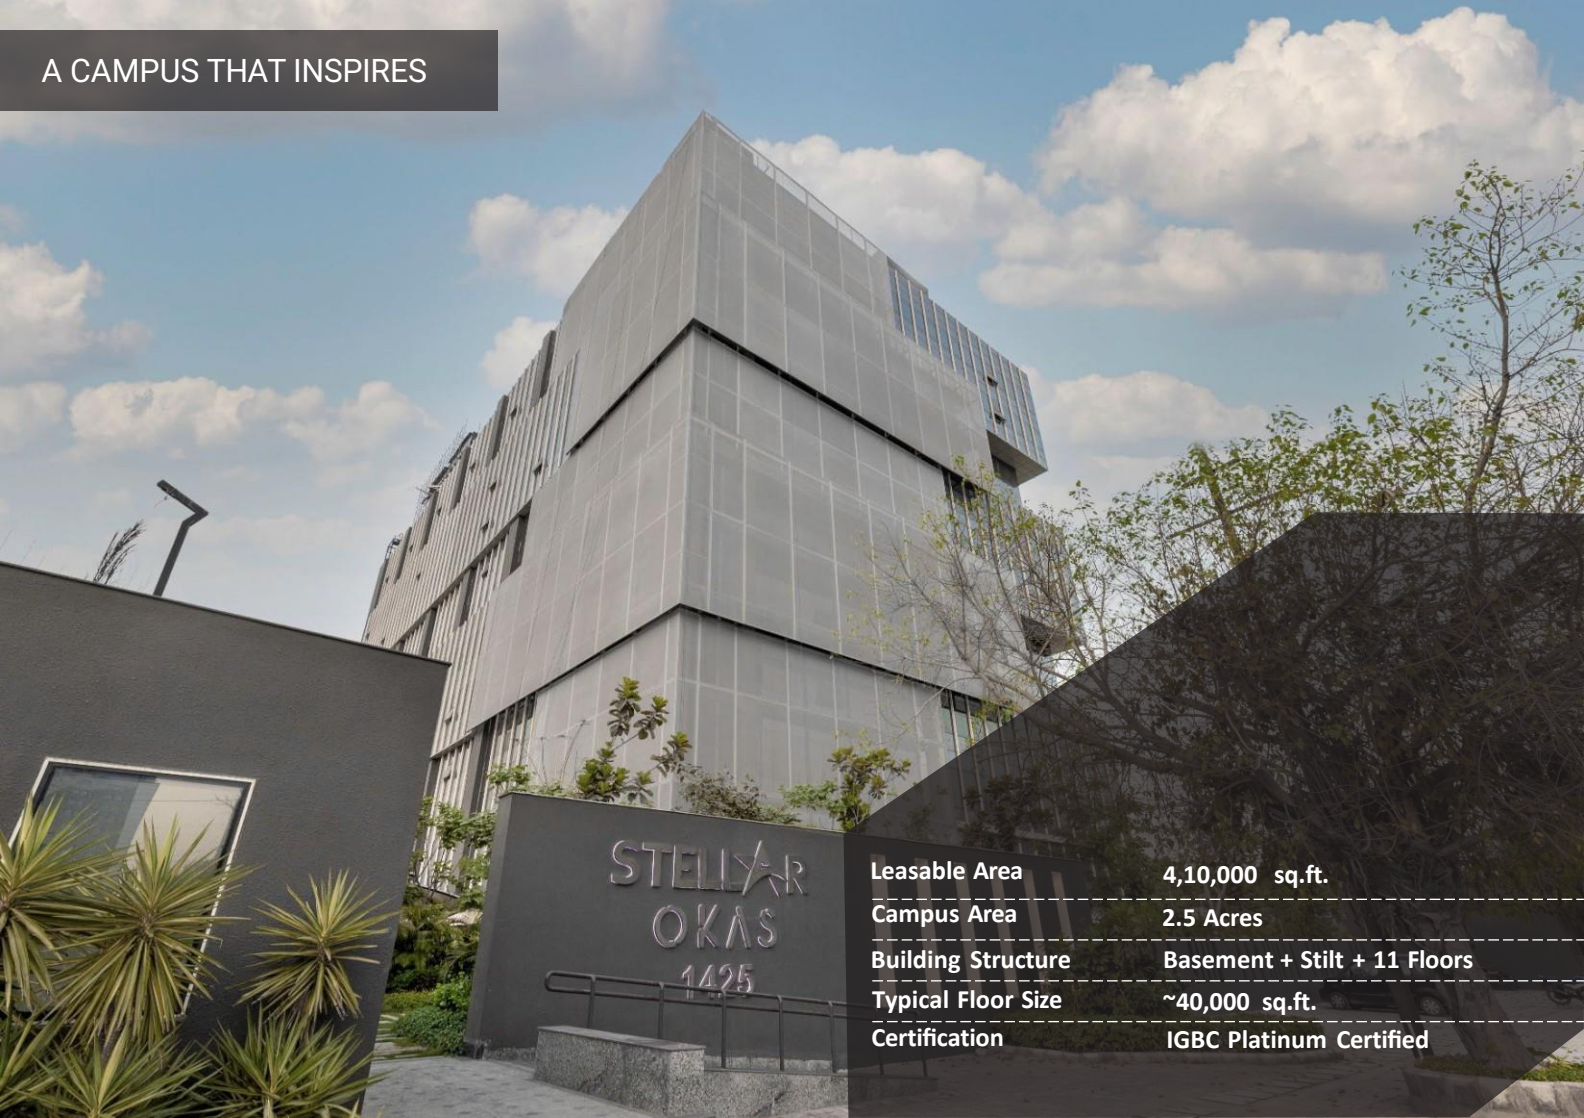 A CAMPUS THAT INSPIRES
STELLAR
OKAS
1425
Leasable Area 4,10,000 sq.ft.
Campus Area 2.5 Acres
Building Structure Basement + Stilt + 11 Floors
Typical Floor Size ~40,000 sq.ft.
Certification IGBC Platinum Certified